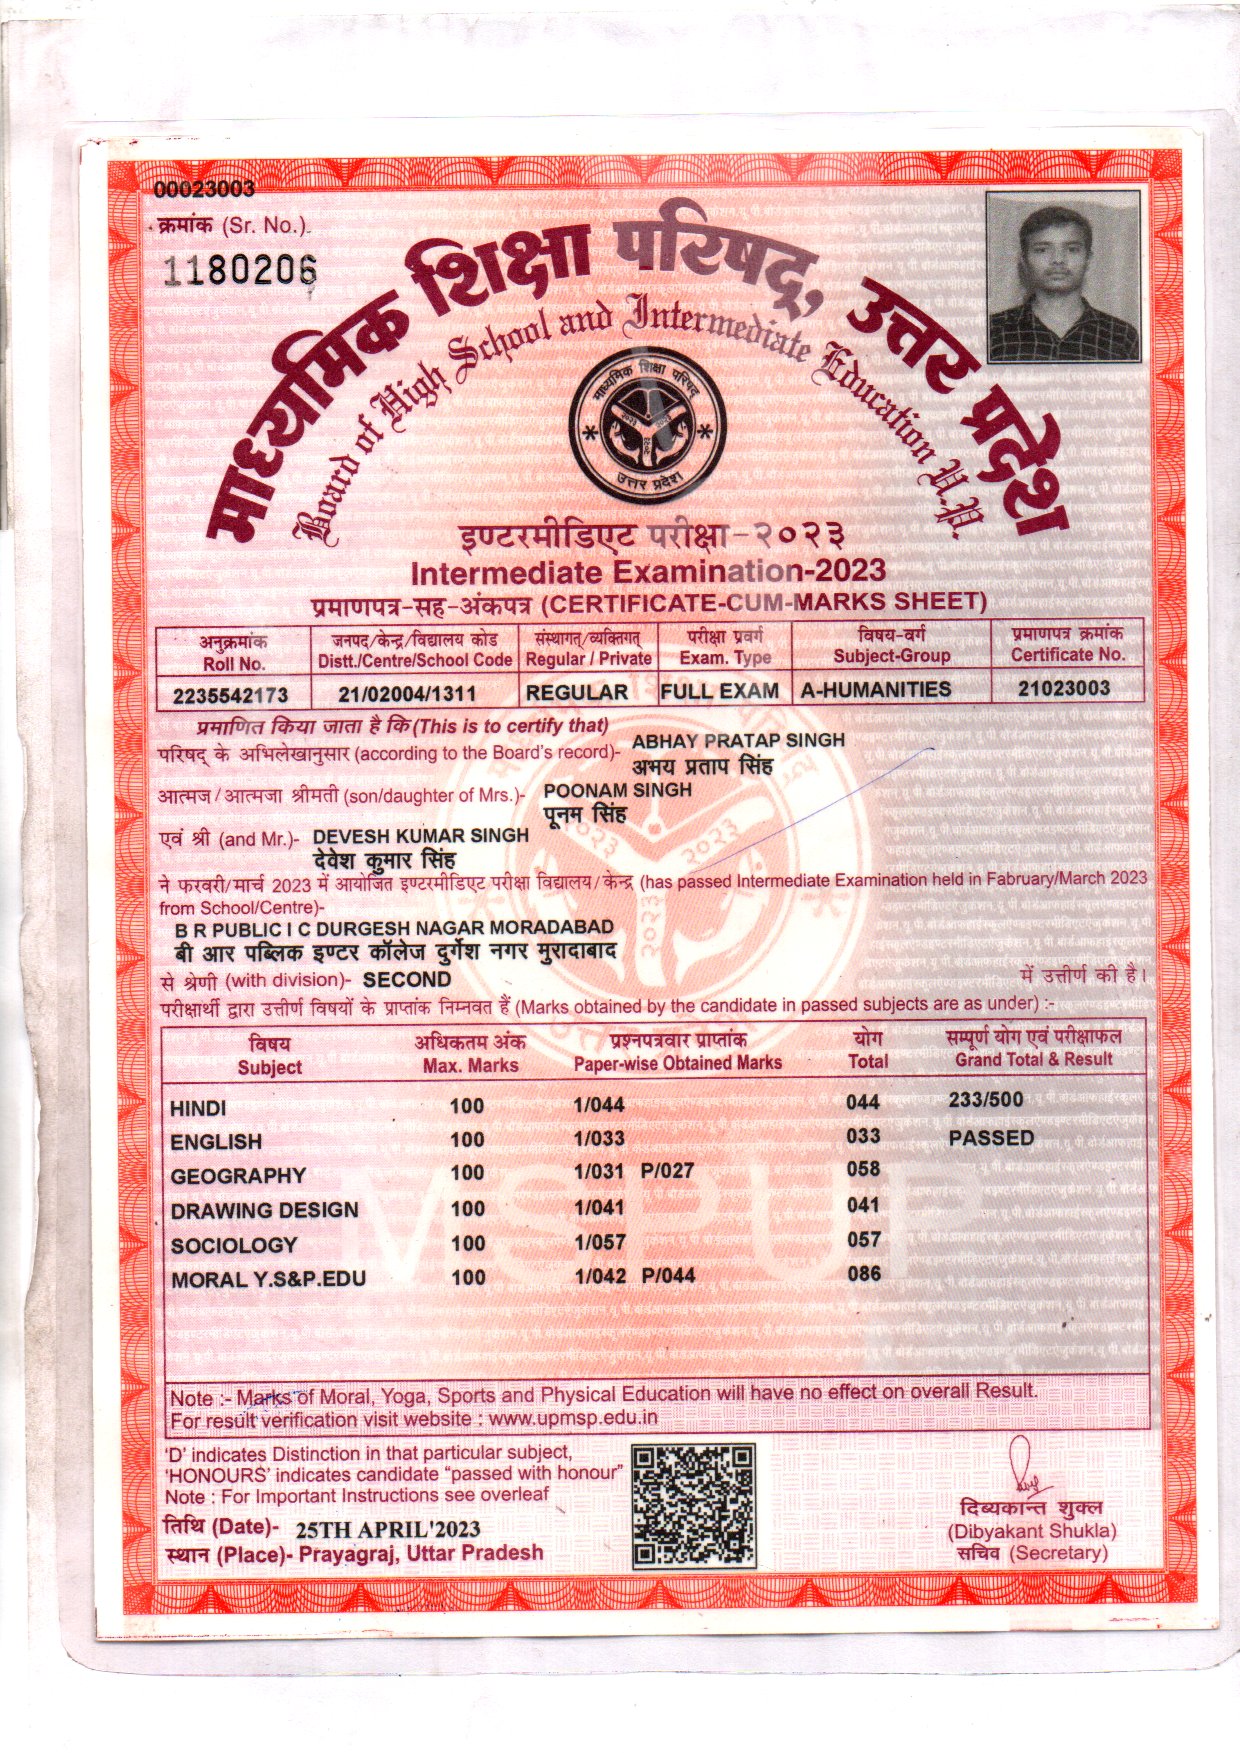 00023003
क्रमांक (Sr. No.)
1180206
माध्यमिक शिक्षा परिषद्, उत्तर प्रदेश
Board of High School and Intermediate Education U.P.
माध्यमिक शिक्षा परिषद
२०२३
उत्तर प्रदेश
इण्टरमीडिएट परीक्षा-२०२३
Intermediate Examination-2023
प्रमाणपत्र-सह-अंकपत्र (CERTIFICATE-CUM-MARKS SHEET)
अनुक्रमांक जनपद/केन्द्र/विद्यालय कोड संस्थागत्/व्यक्तिगत् परीक्षा प्रवर्ग विषय-वर्ग प्रमाणपत्र क्रमांक
Roll No. Distt./Centre/School Code Regular / Private Exam. Type Subject-Group Certificate No.
2235542173 21/02004/1311 REGULAR FULL EXAM A-HUMANITIES 21023003
प्रमाणित किया जाता है कि (This is to certify that)
परिषद् के अभिलेखानुसार (according to the Board's record)- ABHAY PRATAP SINGH
अभय प्रताप सिंह
आत्मज/आत्मजा श्रीमती (son/daughter of Mrs.)- POONAM SINGH
पूनम सिंह
एवं श्री (and Mr.)- DEVESH KUMAR SINGH
देवेश कुमार सिंह
ने फरवरी/मार्च 2023 में आयोजित इण्टरमीडिएट परीक्षा विद्यालय/केन्द्र (has passed Intermediate Examination held in Fabruary/March 2023
from School/Centre)-
B R PUBLIC I C DURGESH NAGAR MORADABAD
बी आर पब्लिक इण्टर कॉलेज दुर्गेश नगर मुरादाबाद
से श्रेणी (with division)- SECOND में उत्तीर्ण की है।
परीक्षार्थी द्वारा उत्तीर्ण विषयों के प्राप्तांक निम्नवत हैं (Marks obtained by the candidate in passed subjects are as under) :-
विषय अधिकतम अंक प्रश्नपत्रवार प्राप्तांक योग सम्पूर्ण योग एवं परीक्षाफल
Subject Max. Marks Paper-wise Obtained Marks Total Grand Total & Result
HINDI 100 1/044 044 233/500
ENGLISH 100 1/033 033 PASSED
GEOGRAPHY 100 1/031 P/027 058
DRAWING DESIGN 100 1/041 041
SOCIOLOGY 100 1/057 057
MORAL Y.S&P.EDU 100 1/042 P/044 086
Note :- Marks of Moral, Yoga, Sports and Physical Education will have no effect on overall Result.
For result verification visit website : www.upmsp.edu.in
'D' indicates Distinction in that particular subject,
'HONOURS' indicates candidate "passed with honour"
Note : For Important Instructions see overleaf
तिथि (Date)- 25TH APRIL'2023
स्थान (Place)- Prayagraj, Uttar Pradesh
दिब्यकान्त शुक्ल
(Dibyakant Shukla)
सचिव (Secretary)